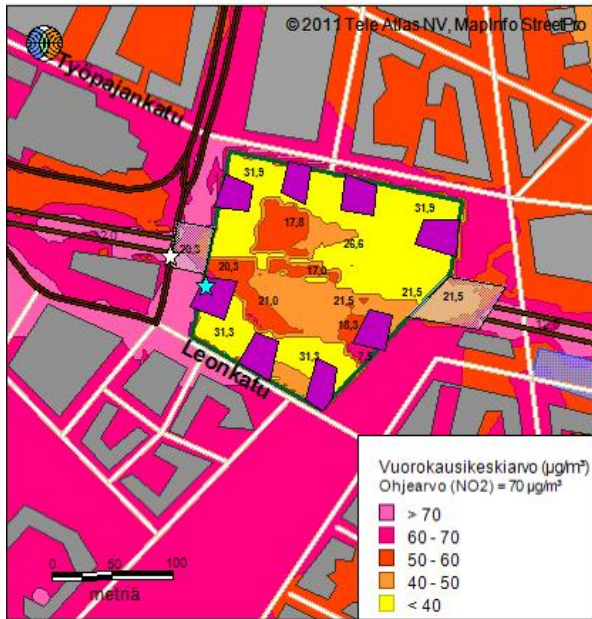 © 2011 Tele Atlas NV, MapInfo StreetPro
Työpajankatu
31,9
31,9
17,8
26,6
20,3
20,3
17,0
21,0
21,5
21,5
21,5
18,3
31,3
31,3
7,5
Leonkatu
Vuorokausikeskiarvo (µg/m³)
Ohjearvo (NO2) = 70 µg/m³
> 70
60 - 70
50 - 60
40 - 50
< 40
0 50 100
metriä